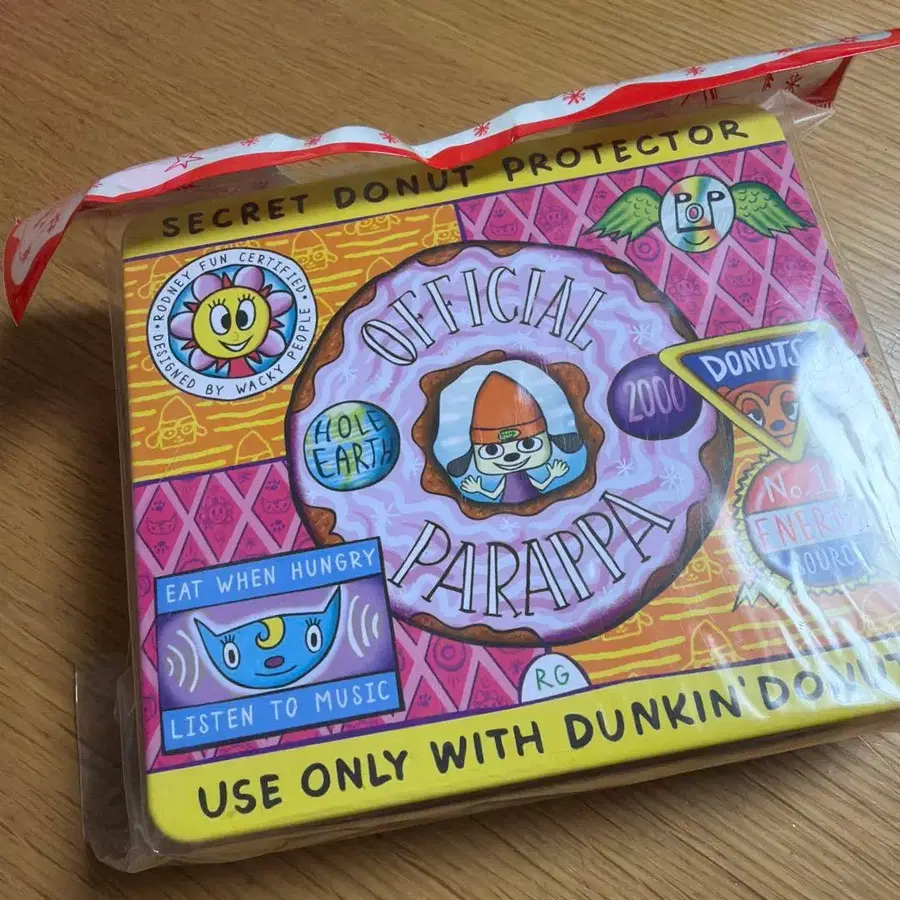 SECRET DONUT PROTECTOR
RODNEY FUN CERTIFIED
DESIGNED BY WACKY PEOPLE
POP
OFFICIAL
HOLE
EARTH
2000
DONUTS
No. 1
PARAPPA
EAT WHEN HUNGRY
LISTEN TO MUSIC
RG
USE ONLY WITH DUNKIN' DONUT